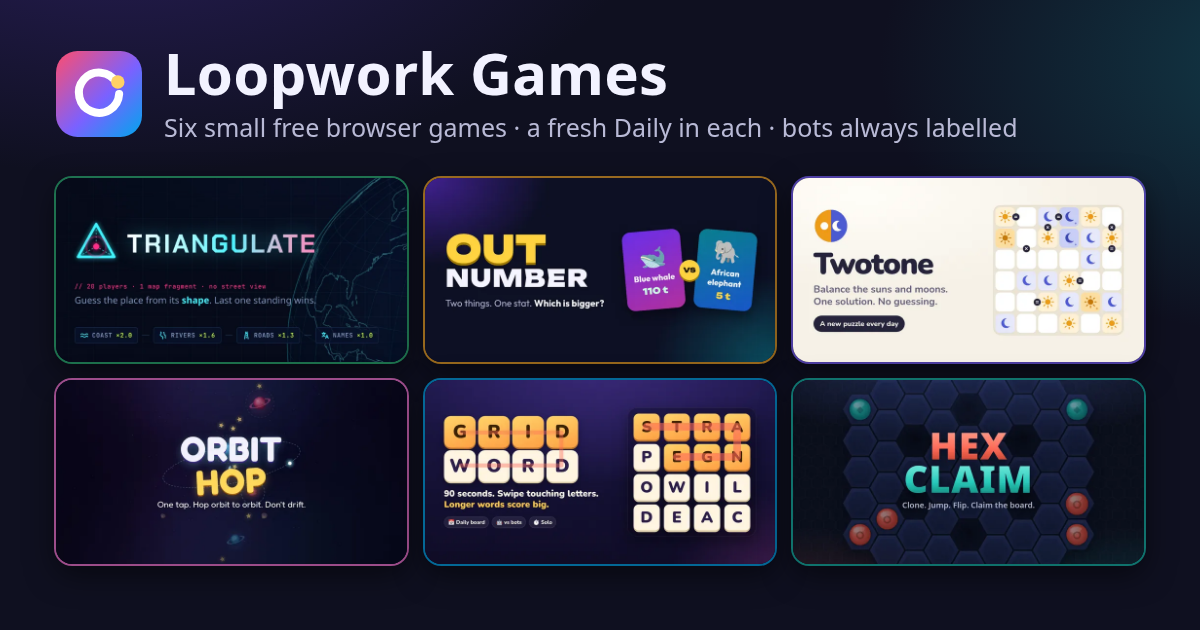 Loopwork Games
Six small free browser games · a fresh Daily in each · bots always labelled
TRIANGULATE
// 20 players · 1 map fragment · no street view
Guess the place from its shape. Last one standing wins.
COAST ×2.0
RIVERS ×1.6
ROADS ×1.3
NAMES ×1.0
OUT
NUMBER
Two things. One stat. Which is bigger?
Blue whale
110 t
VS
African
elephant
5 t
Twotone
Balance the suns and moons.
One solution. No guessing.
A new puzzle every day
ORBIT
HOP
One tap. Hop orbit to orbit. Don't drift.
GRID
WORD
90 seconds. Swipe touching letters.
Longer words score big.
Daily board
vs bots
Solo
STRA
PEGN
OWIL
DEAC
HEX
CLAIM
Clone. Jump. Flip. Claim the board.